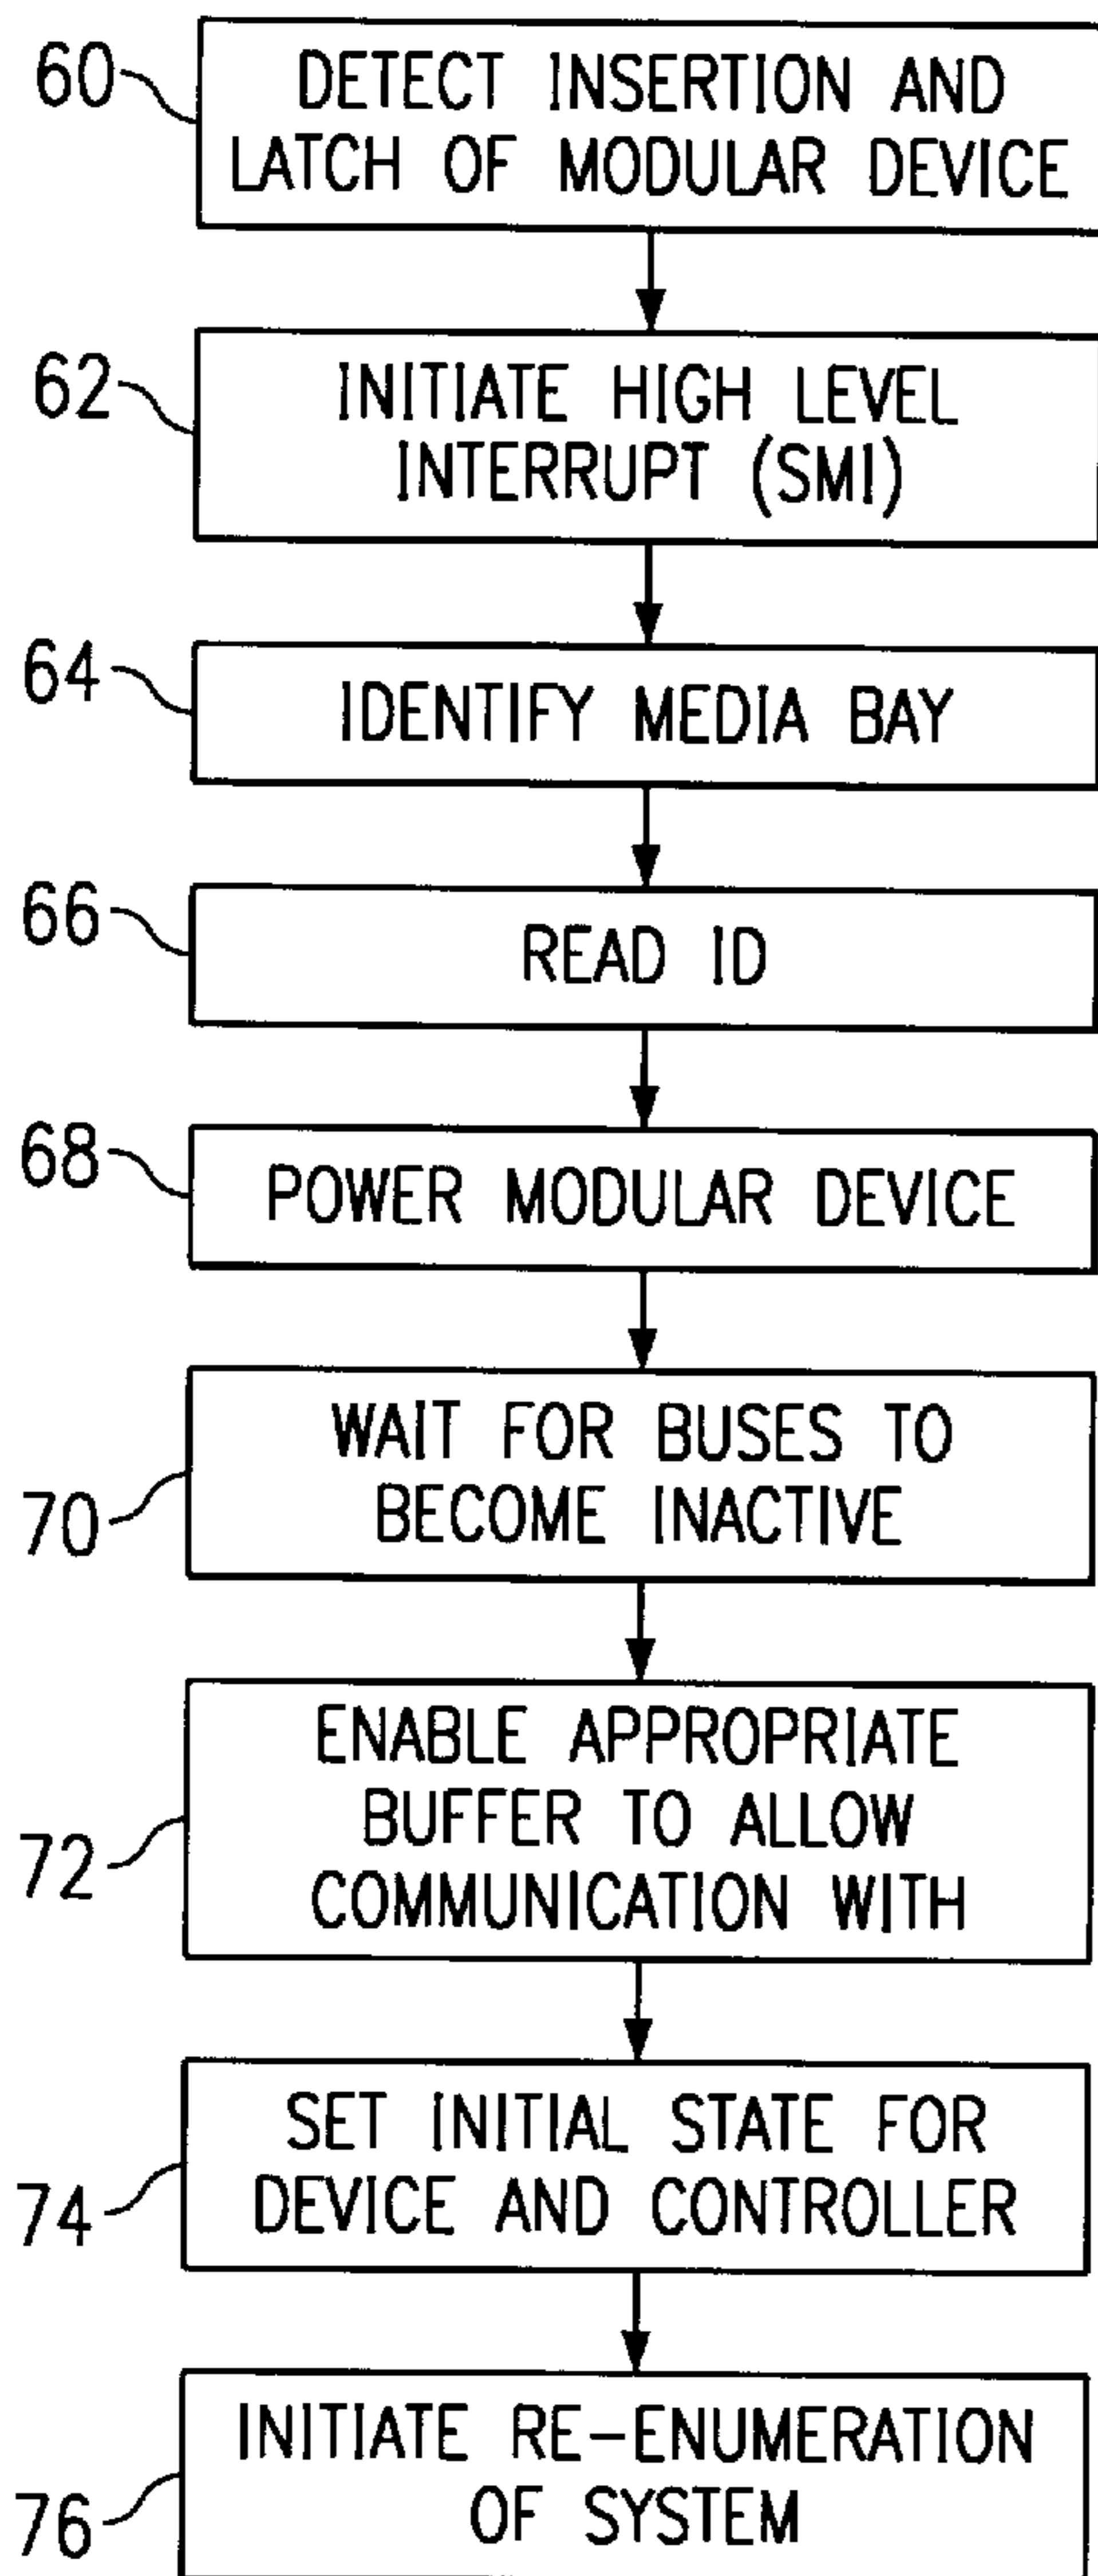 60
DETECT INSERTION AND
LATCH OF MODULAR DEVICE
62
INITIATE HIGH LEVEL
INTERRUPT (SMI)
64
IDENTIFY MEDIA BAY
66
READ ID
68
POWER MODULAR DEVICE
70
WAIT FOR BUSES TO
BECOME INACTIVE
72
ENABLE APPROPRIATE
BUFFER TO ALLOW
COMMUNICATION WITH
74
SET INITIAL STATE FOR
DEVICE AND CONTROLLER
76
INITIATE RE-ENUMERATION
OF SYSTEM